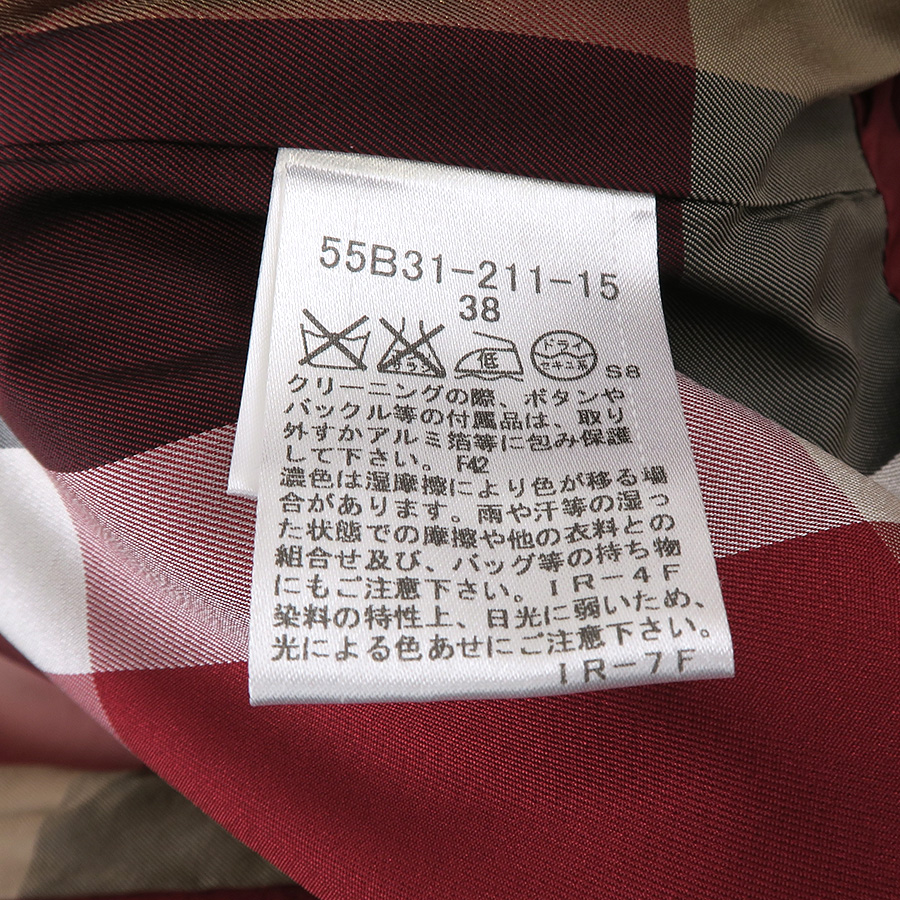 55B31-211-15
38
エンソ サラシ 低 ドライ セキユ系 S8
クリーニングの際、ボタンや
バックル等の付属品は、取り
外すかアルミ箔等に包み保護
して下さい。 F42
濃色は湿摩擦により色が移る場
合があります。雨や汗等の湿っ
た状態での摩擦や他の衣料との
組合せ及び、バッグ等の持ち物
にもご注意下さい。IR-4F
染料の特性上、日光に弱いため、
光による色あせにご注意下さい。
IR-7F